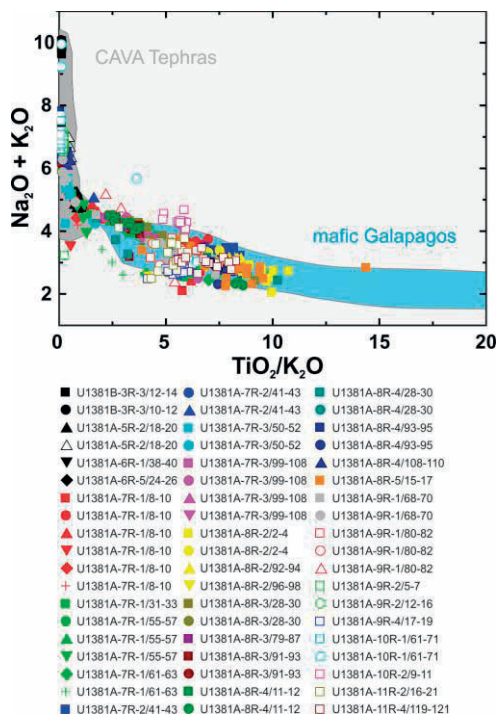 CAVA Tephras
mafic Galapagos
Na2O + K2O
10
8
6
4
2
0 5 10 15 20
TiO2/K2O
U1381B-3R-3/12-14 U1381A-7R-2/41-43 U1381A-8R-4/28-30
U1381B-3R-3/10-12 U1381A-7R-2/41-43 U1381A-8R-4/28-30
U1381A-5R-2/18-20 U1381A-7R-3/50-52 U1381A-8R-4/93-95
U1381A-5R-2/18-20 U1381A-7R-3/50-52 U1381A-8R-4/93-95
U1381A-6R-1/38-40 U1381A-7R-3/99-108 U1381A-8R-4/108-110
U1381A-6R-5/24-26 U1381A-7R-3/99-108 U1381A-8R-5/15-17
U1381A-7R-1/8-10 U1381A-7R-3/99-108 U1381A-9R-1/68-70
U1381A-7R-1/8-10 U1381A-7R-3/99-108 U1381A-9R-1/68-70
U1381A-7R-1/8-10 U1381A-8R-2/2-4 U1381A-9R-1/80-82
U1381A-7R-1/8-10 U1381A-8R-2/2-4 U1381A-9R-1/80-82
U1381A-7R-1/8-10 U1381A-8R-2/92-94 U1381A-9R-1/80-82
U1381A-7R-1/8-10 U1381A-8R-2/96-98 U1381A-9R-2/5-7
U1381A-7R-1/31-33 U1381A-8R-3/28-30 U1381A-9R-2/12-16
U1381A-7R-1/55-57 U1381A-8R-3/28-30 U1381A-9R-4/17-19
U1381A-7R-1/55-57 U1381A-8R-3/79-87 U1381A-10R-1/61-71
U1381A-7R-1/55-57 U1381A-8R-3/91-93 U1381A-10R-1/61-71
U1381A-7R-1/61-63 U1381A-8R-3/91-93 U1381A-10R-2/9-11
U1381A-7R-1/61-63 U1381A-8R-4/11-12 U1381A-11R-2/16-21
U1381A-7R-2/41-43 U1381A-8R-4/11-12 U1381A-11R-4/119-121